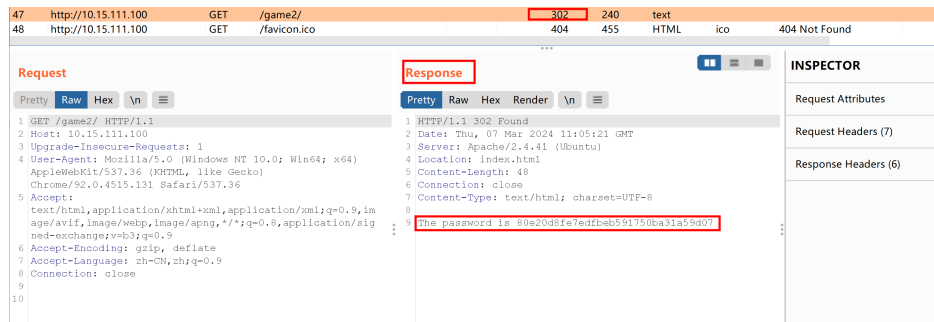 47 http://10.15.111.100 GET /game2/ 302 240 text
48 http://10.15.111.100 GET /favicon.ico 404 455 HTML ico 404 Not Found
Request
Pretty Raw Hex \n
1 GET /game2/ HTTP/1.1
2 Host: 10.15.111.100
3 Upgrade-Insecure-Requests: 1
4 User-Agent: Mozilla/5.0 (Windows NT 10.0; Win64; x64)
AppleWebKit/537.36 (KHTML, like Gecko)
Chrome/92.0.4515.131 Safari/537.36
5 Accept:
text/html,application/xhtml+xml,application/xml;q=0.9,im
age/avif,image/webp,image/apng,*/*;q=0.8,application/sig
ned-exchange;v=b3;q=0.9
6 Accept-Encoding: gzip, deflate
7 Accept-Language: zh-CN,zh;q=0.9
8 Connection: close
9
10
Response
Pretty Raw Hex Render \n
1 HTTP/1.1 302 Found
2 Date: Thu, 07 Mar 2024 11:05:21 GMT
3 Server: Apache/2.4.41 (Ubuntu)
4 Location: index.html
5 Content-Length: 48
6 Connection: close
7 Content-Type: text/html; charset=UTF-8
8
9 The password is 80e20d8fe7edfbeb591750ba31a59d07
INSPECTOR
Request Attributes
Request Headers (7)
Response Headers (6)